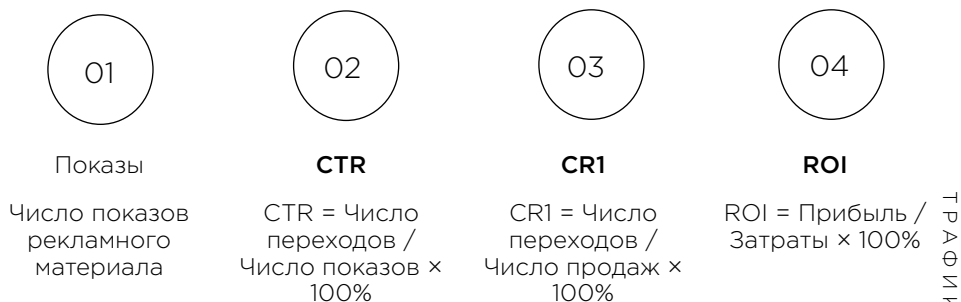 01
02
03
04
Показы
CTR
CR1
ROI
Число показов
рекламного
материала
CTR = Число
переходов /
Число показов ×
100%
CR1 = Число
переходов /
Число продаж ×
100%
ROI = Прибыль /
Затраты × 100%